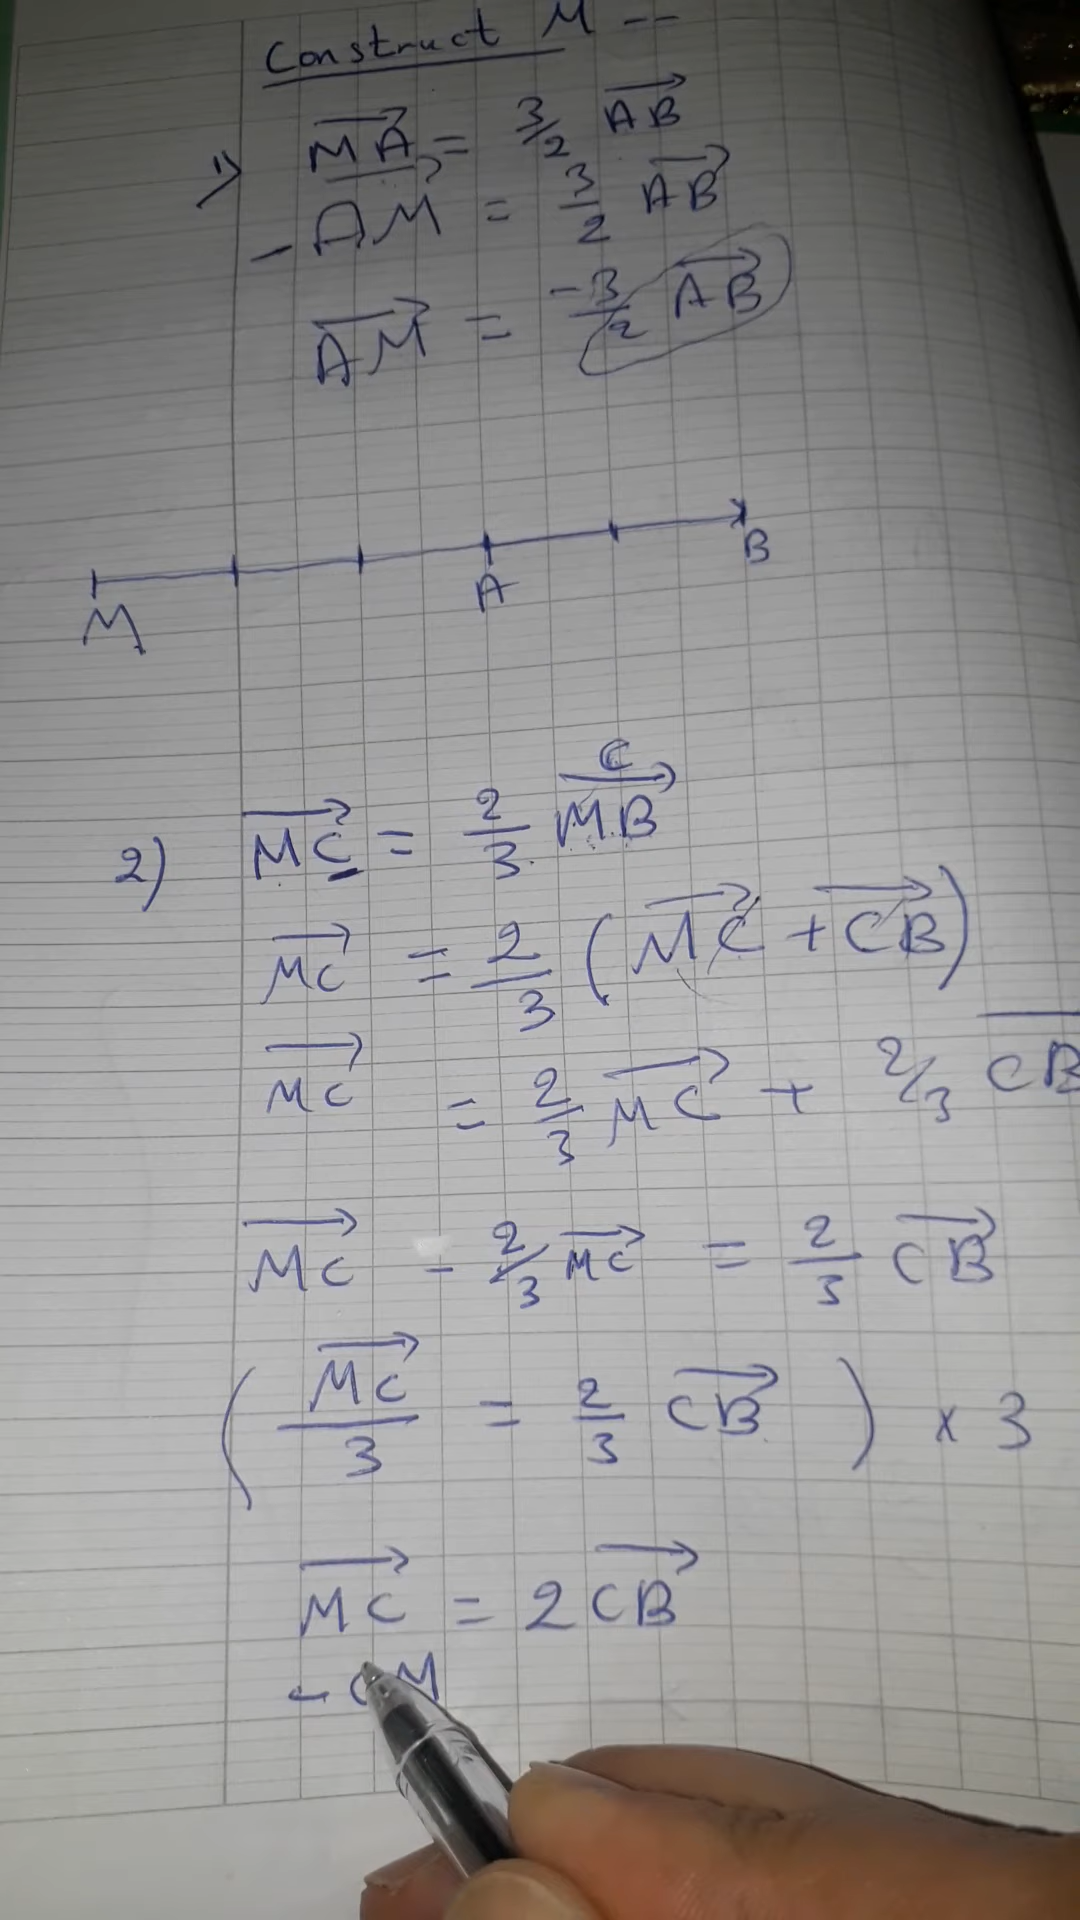 Construct M --
1) MA = 3/2 AB
- AM = 3/2 AB
AM = -3/2 AB
M A B
2) MC = 2/3 MB
C
MC = 2/3 (MC + CB)
MC = 2/3 MC + 2/3 CB
MC - 2/3 MC = 2/3 CB
( MC/3 = 2/3 CB ) × 3
MC = 2 CB
- CM